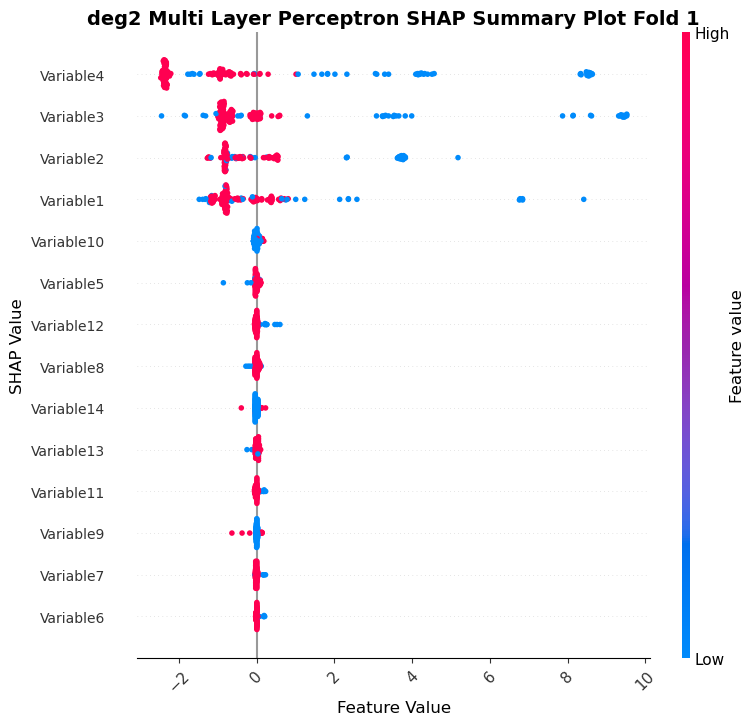 deg2 Multi Layer Perceptron SHAP Summary Plot Fold 1
High
Variable4
Variable3
Variable2
Variable1
Variable10
Variable5
Variable12
Variable8
Variable14
Variable13
Variable11
Variable9
Variable7
Variable6
SHAP Value
Feature value
Low
−2
0
2
4
6
8
10
Feature Value